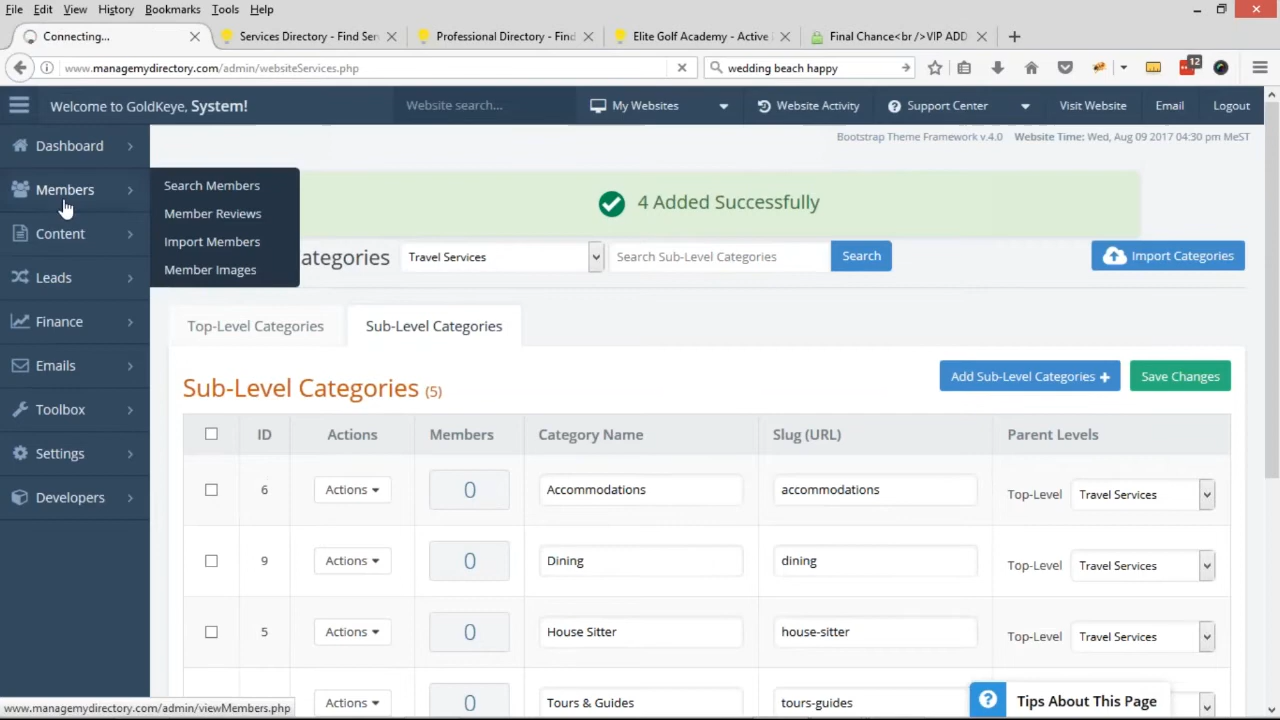 File Edit View History Bookmarks Tools Help
Connecting... Services Directory - Find Ser Professional Directory - Find Elite Golf Academy - Active Final Chance<br />VIP ADD
www.managemydirectory.com/admin/websiteServices.php wedding beach happy 12
Welcome to GoldKeye, System! Website search... My Websites Website Activity Support Center Visit Website Email Logout
Bootstrap Theme Framework v.4.0 Website Time: Wed, Aug 09 2017 04:30 pm MeST
Dashboard
Members
Content
Leads
Finance
Emails
Toolbox
Settings
Developers
Search Members
Member Reviews
Import Members
Member Images
4 Added Successfully
ategories Travel Services Search Sub-Level Categories Search Import Categories
Top-Level Categories Sub-Level Categories
Sub-Level Categories (5) Add Sub-Level Categories + Save Changes
ID Actions Members Category Name Slug (URL) Parent Levels
6 Actions 0 Accommodations accommodations Top-Level Travel Services
9 Actions 0 Dining dining Top-Level Travel Services
5 Actions 0 House Sitter house-sitter Top-Level Travel Services
Actions 0 Tours & Guides tours-guides
www.managemydirectory.com/admin/viewMembers.php
? Tips About This Page